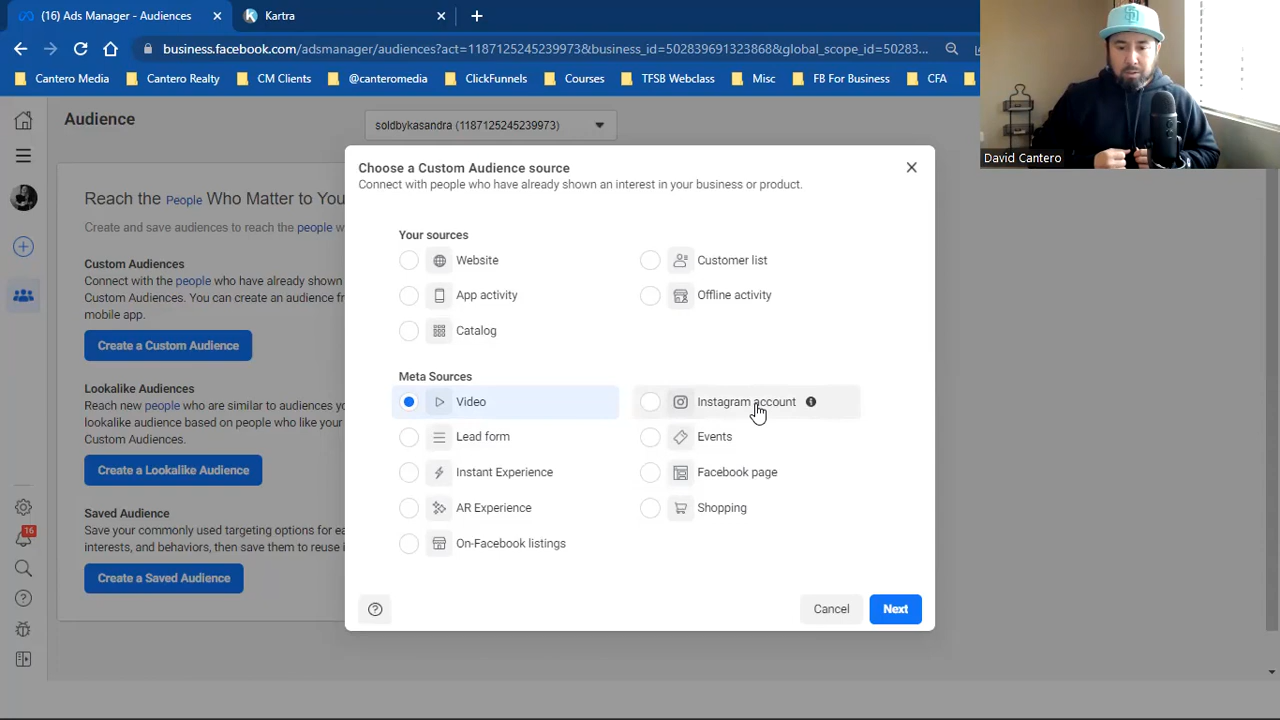 (16) Ads Manager - Audiences
Kartra
business.facebook.com/adsmanager/audiences?act=1187125245239973&business_id=502839691323868&global_scope_id=50283...
Cantero Media
Cantero Realty
CM Clients
@canteromedia
ClickFunnels
Courses
TFSB Webclass
Misc
FB For Business
CFA
David Cantero
Audience
soldbykasandra (1187125245239973)
Reach the People Who Matter to You
Create and save audiences to reach the people w
Custom Audiences
Connect with the people who have already shown
Custom Audiences. You can create an audience fr
mobile app.
Create a Custom Audience
Lookalike Audiences
Reach new people who are similar to audiences yo
lookalike audience based on people who like your
Custom Audiences.
Create a Lookalike Audience
Saved Audience
Save your commonly used targeting options for ea
interests, and behaviors, then save them to reuse i
Create a Saved Audience
16
Choose a Custom Audience source
Connect with people who have already shown an interest in your business or product.
Your sources
Website
Customer list
App activity
Offline activity
Catalog
Meta Sources
Video
Instagram account
Lead form
Events
Instant Experience
Facebook page
AR Experience
Shopping
On-Facebook listings
Cancel
Next